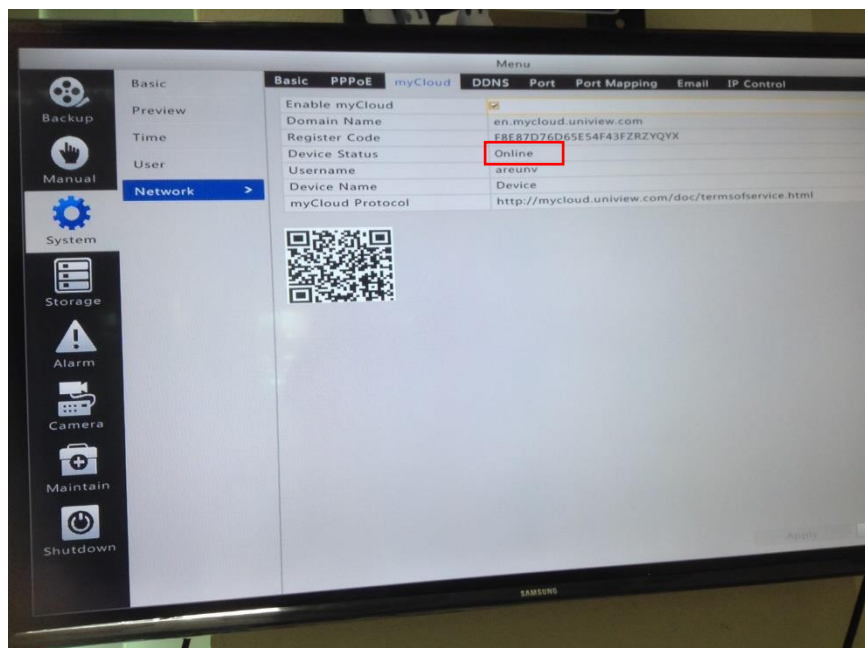 Menu
Backup
Manual
System
Storage
Alarm
Camera
Maintain
Shutdown
Basic
Preview
Time
User
Network >
Basic PPPoE myCloud DDNS Port Port Mapping Email IP Control
Enable myCloud
Domain Name en.mycloud.uniview.com
Register Code F8E87D76D65E54F43FZRZYQYX
Device Status Online
Username areunv
Device Name Device
myCloud Protocol http://mycloud.uniview.com/doc/termsofservice.html
Apply
SAMSUNG